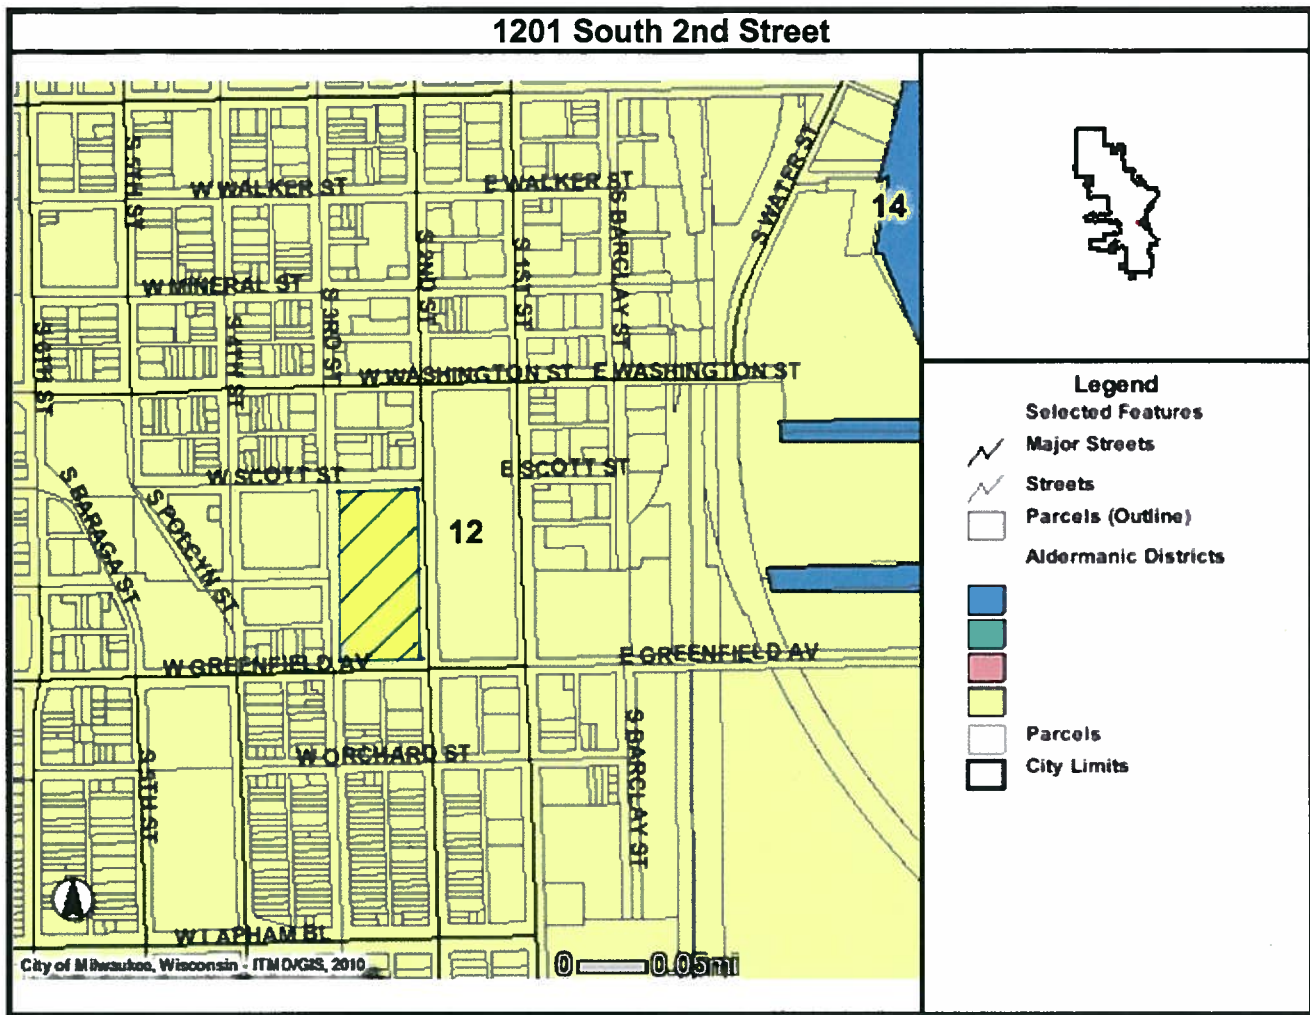 1201 South 2nd Street
S 5TH ST
W WALKER ST
E WALKER ST
S WATER ST
14
S BARCLAY ST
S 2ND ST
S 1ST ST
W MINERAL ST
S 3RD ST
S 6TH ST
S 4TH ST
W WASHINGTON ST
E WASHINGTON ST
W SCOTT ST
E SCOTT ST
S BARAGA ST
S POLCYN ST
12
W GREENFIELD AV
E GREENFIELD AV
W ORCHARD ST
S 5TH ST
S BARCLAY ST
W LAPHAM BL
City of Milwaukee, Wisconsin - ITMD/GIS, 2010
0 0.05mi
Legend
Selected Features
Major Streets
Streets
Parcels (Outline)
Aldermanic Districts
Parcels
City Limits